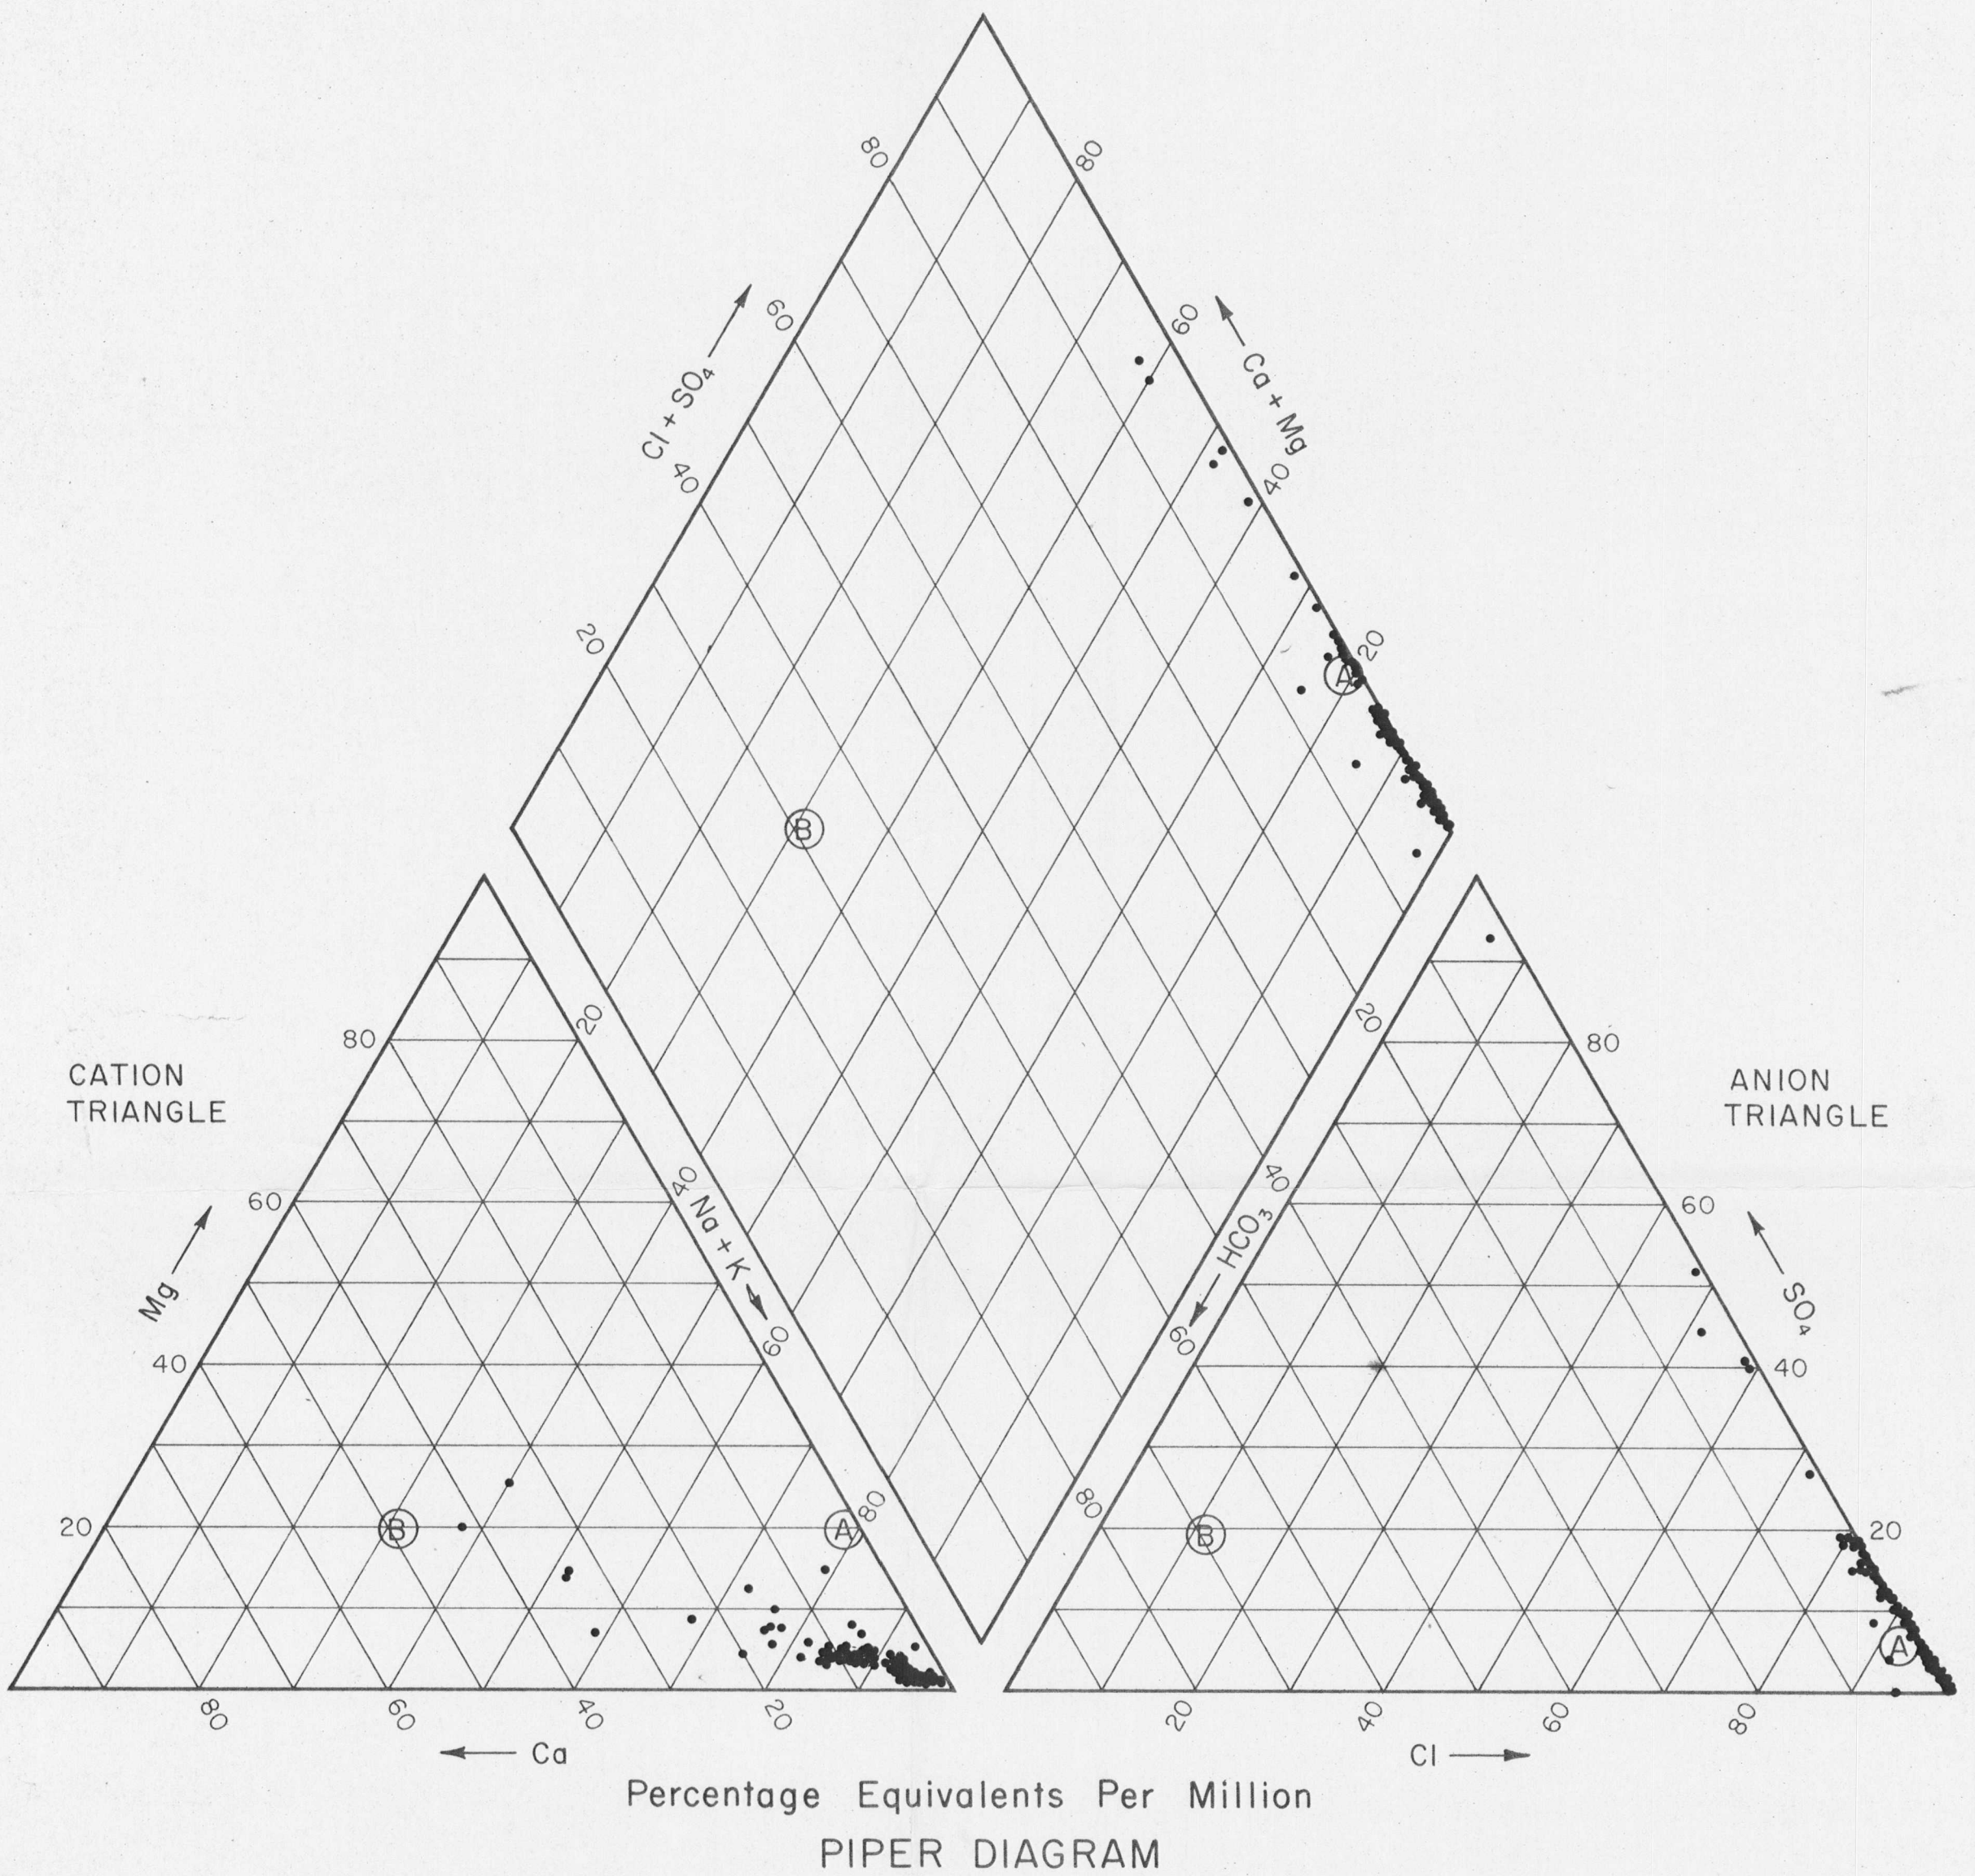 80
80
60
60
Cl + SO₄
Ca + Mg
40
40
20
20
A
B
20
20
80
80
CATION
TRIANGLE
ANION
TRIANGLE
40
40
60
60
Na + K
HCO₃
Mg
SO₄
60
60
40
40
80
80
20
B
A
B
20
A
80
60
40
20
20
40
60
80
Ca
Cl
Percentage Equivalents Per Million
PIPER DIAGRAM